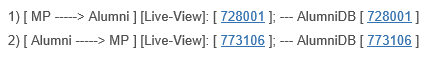 1) [ MP -----> Alumni ] [Live-View]: [ 728001 ]; --- AlumniDB [ 728001 ]
2) [ Alumni -----> MP ] [Live-View]: [ 773106 ]; --- AlumniDB [ 773106 ]